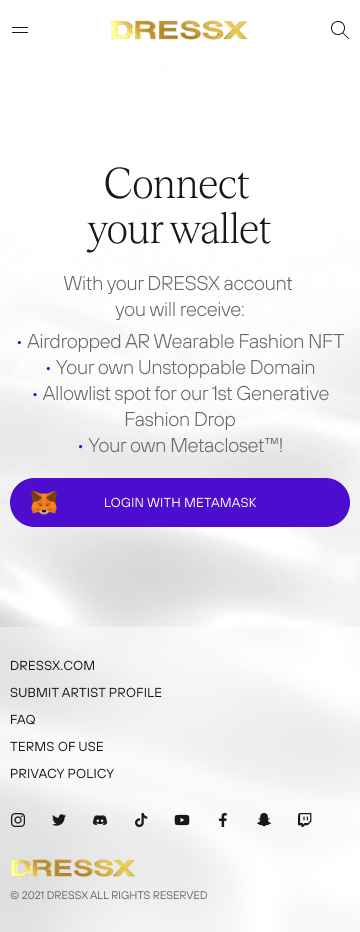 DRESSX
Connect
your wallet
With your DRESSX account
you will receive:
• Airdropped AR Wearable Fashion NFT
• Your own Unstoppable Domain
• Allowlist spot for our 1st Generative
Fashion Drop
• Your own Metacloset™!
LOGIN WITH METAMASK
DRESSX.COM
SUBMIT ARTIST PROFILE
FAQ
TERMS OF USE
PRIVACY POLICY
DRESSX
© 2021 DRESSX ALL RIGHTS RESERVED